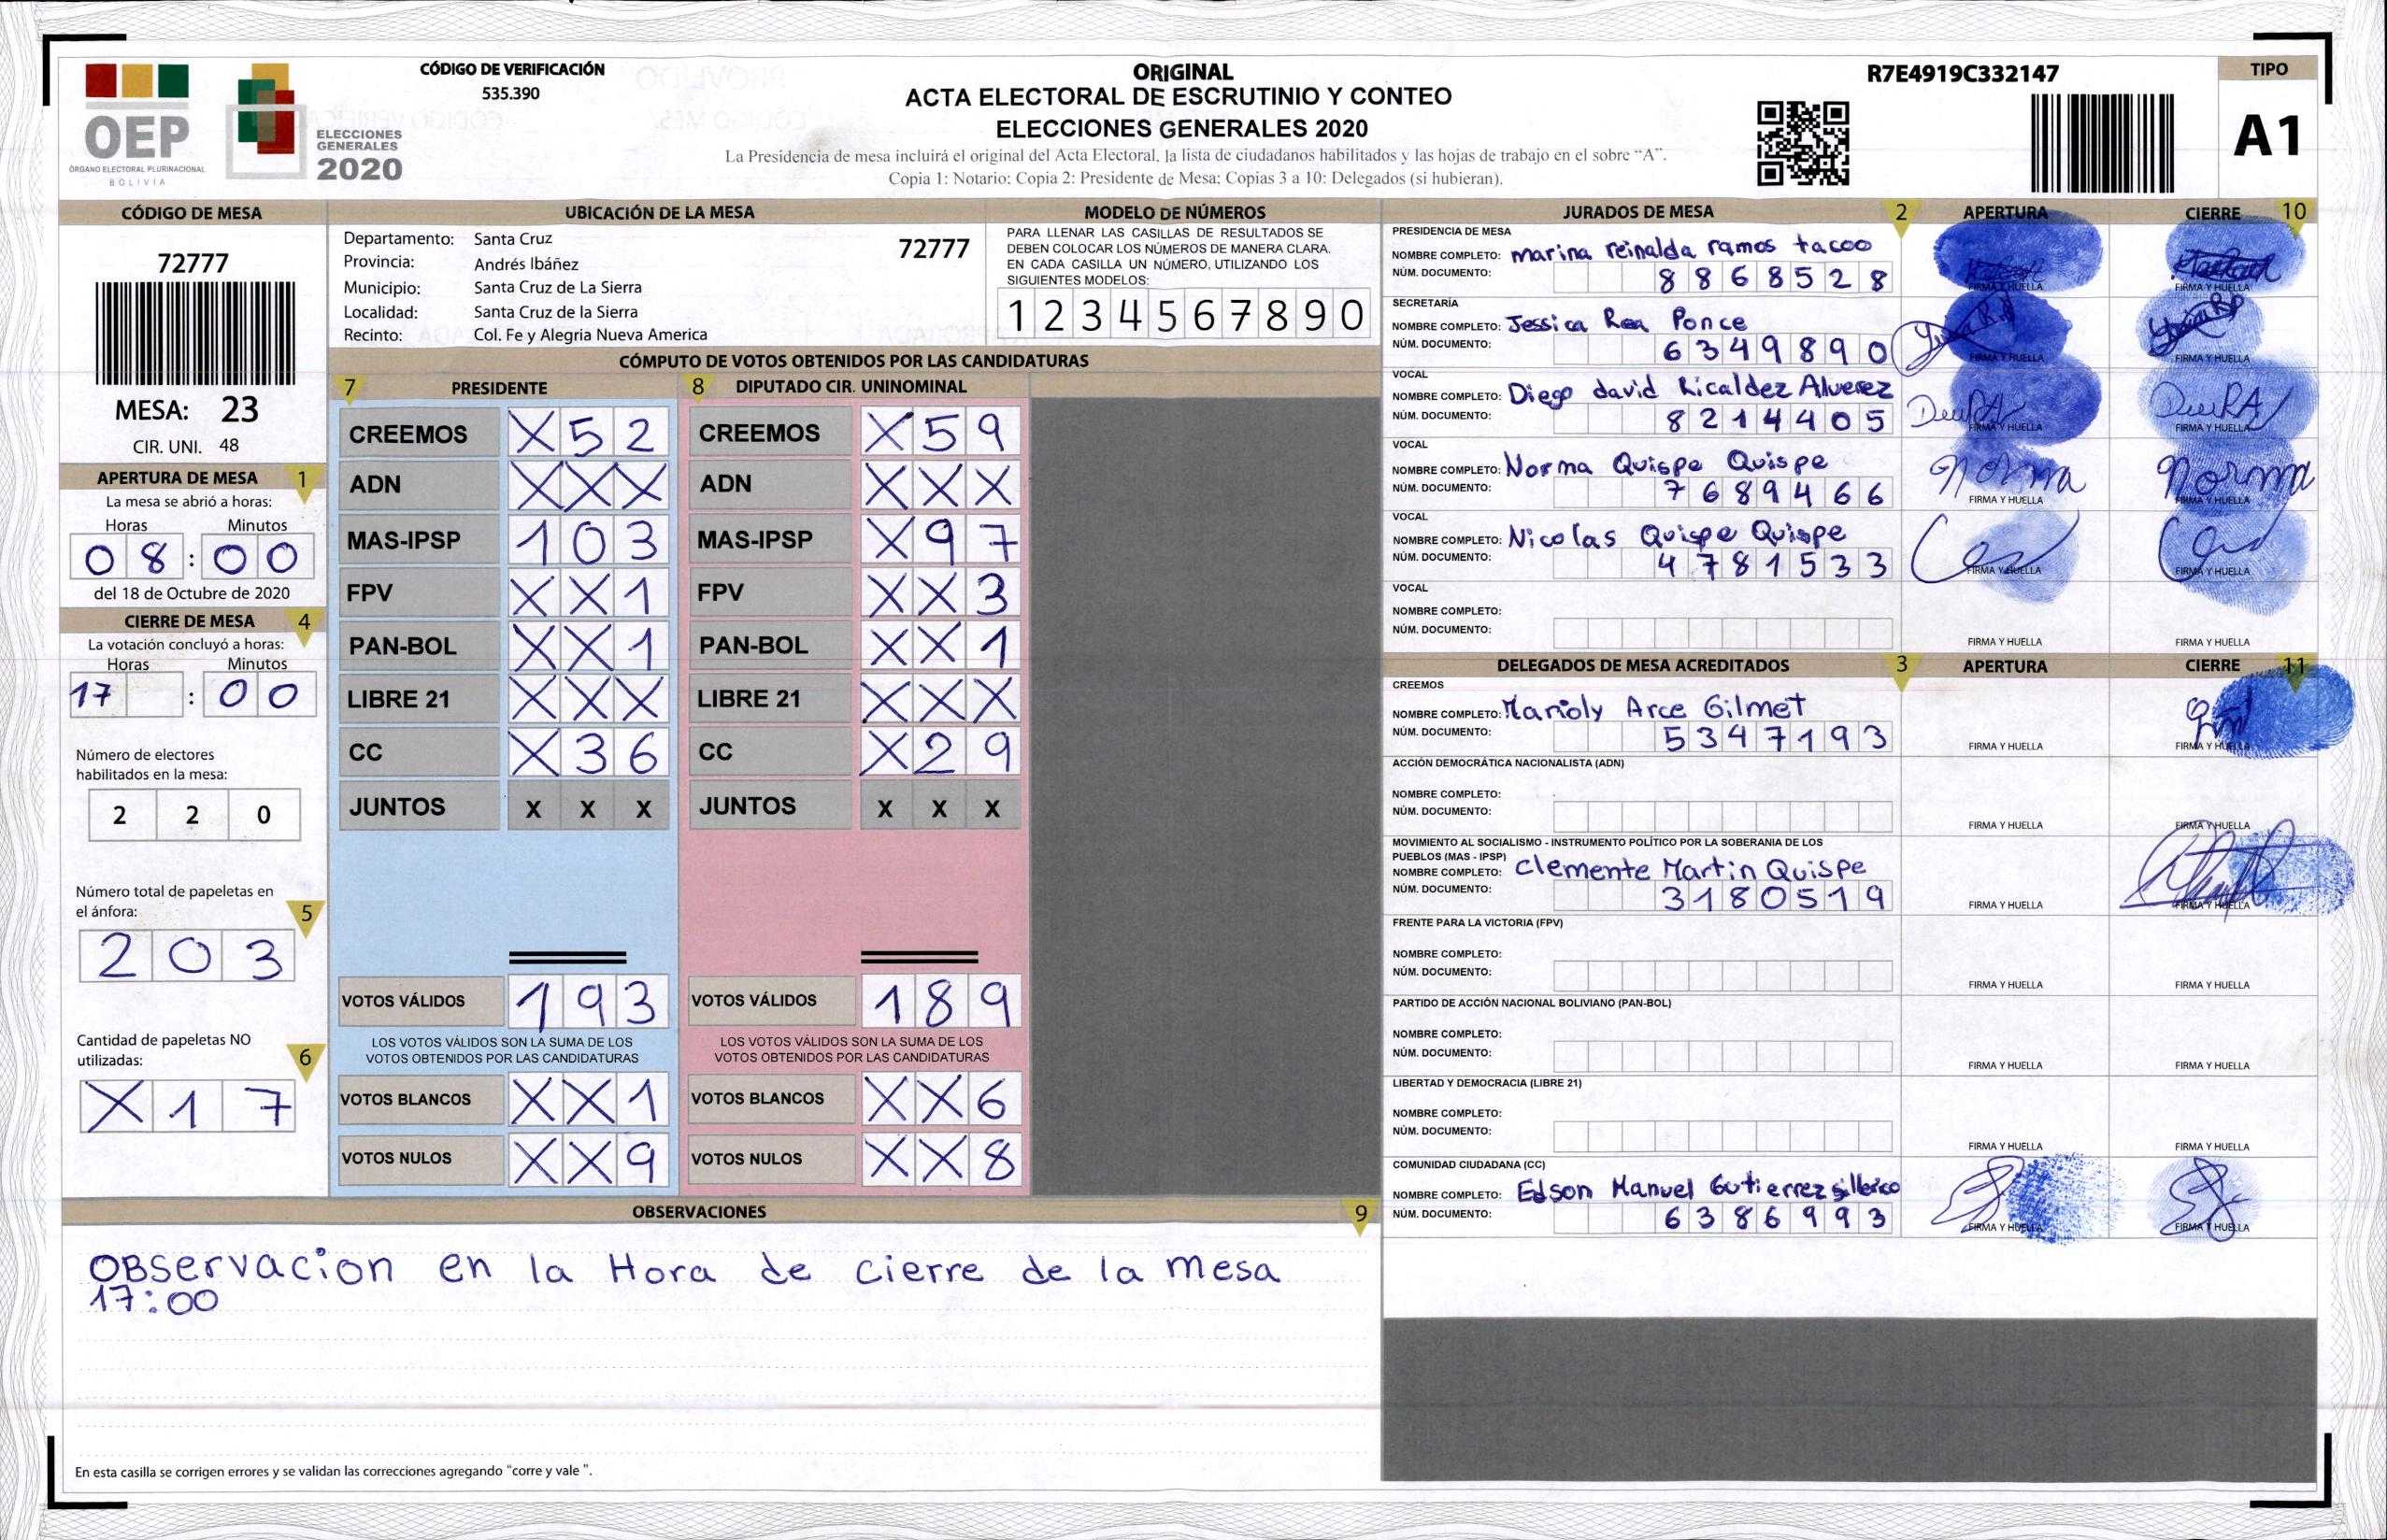 CÓDIGO DE VERIFICACIÓN
535.390
OEP
ÓRGANO ELECTORAL PLURINACIONAL
BOLIVIA
ELECCIONES
GENERALES
2020
ORIGINAL
ACTA ELECTORAL DE ESCRUTINIO Y CONTEO
ELECCIONES GENERALES 2020
La Presidencia de mesa incluirá el original del Acta Electoral, la lista de ciudadanos habilitados y las hojas de trabajo en el sobre "A".
Copia 1: Notario; Copia 2: Presidente de Mesa; Copias 3 a 10: Delegados (si hubieran).
R7E4919C332147
TIPO
A1
CÓDIGO DE MESA
72777
MESA: 23
CIR. UNI. 48
APERTURA DE MESA 1
La mesa se abrió a horas:
Horas Minutos
08:00
del 18 de Octubre de 2020
CIERRE DE MESA 4
La votación concluyó a horas:
Horas Minutos
17 : 00
Número de electores
habilitados en la mesa:
2 2 0
Número total de papeletas en
el ánfora: 5
2 0 3
Cantidad de papeletas NO
utilizadas: 6
X 1 7
UBICACIÓN DE LA MESA
Departamento: Santa Cruz 72777
Provincia: Andrés Ibáñez
Municipio: Santa Cruz de La Sierra
Localidad: Santa Cruz de la Sierra
Recinto: Col. Fe y Alegria Nueva America
MODELO DE NÚMEROS
PARA LLENAR LAS CASILLAS DE RESULTADOS SE
DEBEN COLOCAR LOS NÚMEROS DE MANERA CLARA.
EN CADA CASILLA UN NÚMERO, UTILIZANDO LOS
SIGUIENTES MODELOS:
1 2 3 4 5 6 7 8 9 0
CÓMPUTO DE VOTOS OBTENIDOS POR LAS CANDIDATURAS
7 PRESIDENTE
CREEMOS X 5 2
ADN X X X
MAS-IPSP 1 0 3
FPV X X 1
PAN-BOL X X 1
LIBRE 21 X X X
CC X 3 6
JUNTOS X X X
VOTOS VÁLIDOS 1 9 3
LOS VOTOS VÁLIDOS SON LA SUMA DE LOS
VOTOS OBTENIDOS POR LAS CANDIDATURAS
VOTOS BLANCOS X X 1
VOTOS NULOS X X 9
8 DIPUTADO CIR. UNINOMINAL
CREEMOS X 5 9
ADN X X X
MAS-IPSP X 9 7
FPV X X 3
PAN-BOL X X 1
LIBRE 21 X X X
CC X 2 9
JUNTOS X X X
VOTOS VÁLIDOS 1 8 9
LOS VOTOS VÁLIDOS SON LA SUMA DE LOS
VOTOS OBTENIDOS POR LAS CANDIDATURAS
VOTOS BLANCOS X X 6
VOTOS NULOS X X 8
OBSERVACIONES 9
OBServacion en la Hora de cierre de la mesa
17:00
En esta casilla se corrigen errores y se validan las correcciones agregando "corre y vale ".
JURADOS DE MESA 2 APERTURA CIERRE 10
PRESIDENCIA DE MESA
NOMBRE COMPLETO: marina reinalda ramos tacoo
NÚM. DOCUMENTO: 8868528
FIRMA Y HUELLA FIRMA Y HUELLA
SECRETARÍA
NOMBRE COMPLETO: Jessica Rea Ponce
NÚM. DOCUMENTO: 6349890
FIRMA Y HUELLA FIRMA Y HUELLA
VOCAL
NOMBRE COMPLETO: Diego david Ricaldez Alverez
NÚM. DOCUMENTO: 8214405
FIRMA Y HUELLA FIRMA Y HUELLA
VOCAL
NOMBRE COMPLETO: Norma Quispe Quispe
NÚM. DOCUMENTO: 7689466
Norma Norma
FIRMA Y HUELLA FIRMA Y HUELLA
VOCAL
NOMBRE COMPLETO: Nicolas Quispe Quispe
NÚM. DOCUMENTO: 4781533
FIRMA Y HUELLA FIRMA Y HUELLA
VOCAL
NOMBRE COMPLETO:
NÚM. DOCUMENTO:
FIRMA Y HUELLA FIRMA Y HUELLA
DELEGADOS DE MESA ACREDITADOS 3 APERTURA CIERRE 11
CREEMOS
NOMBRE COMPLETO: Marioly Arce Gilmet
NÚM. DOCUMENTO: 5347193
FIRMA Y HUELLA FIRMA Y HUELLA
ACCIÓN DEMOCRÁTICA NACIONALISTA (ADN)
NOMBRE COMPLETO:
NÚM. DOCUMENTO:
FIRMA Y HUELLA FIRMA Y HUELLA
MOVIMIENTO AL SOCIALISMO - INSTRUMENTO POLÍTICO POR LA SOBERANIA DE LOS
PUEBLOS (MAS - IPSP)
NOMBRE COMPLETO: Clemente Martin Quispe
NÚM. DOCUMENTO: 3180519
FIRMA Y HUELLA FIRMA Y HUELLA
FRENTE PARA LA VICTORIA (FPV)
NOMBRE COMPLETO:
NÚM. DOCUMENTO:
FIRMA Y HUELLA FIRMA Y HUELLA
PARTIDO DE ACCIÓN NACIONAL BOLIVIANO (PAN-BOL)
NOMBRE COMPLETO:
NÚM. DOCUMENTO:
FIRMA Y HUELLA FIRMA Y HUELLA
LIBERTAD Y DEMOCRACIA (LIBRE 21)
NOMBRE COMPLETO:
NÚM. DOCUMENTO:
FIRMA Y HUELLA FIRMA Y HUELLA
COMUNIDAD CIUDADANA (CC)
NOMBRE COMPLETO: Edson Manuel Gutierrez
NÚM. DOCUMENTO: 6386993
FIRMA Y HUELLA FIRMA Y HUELLA